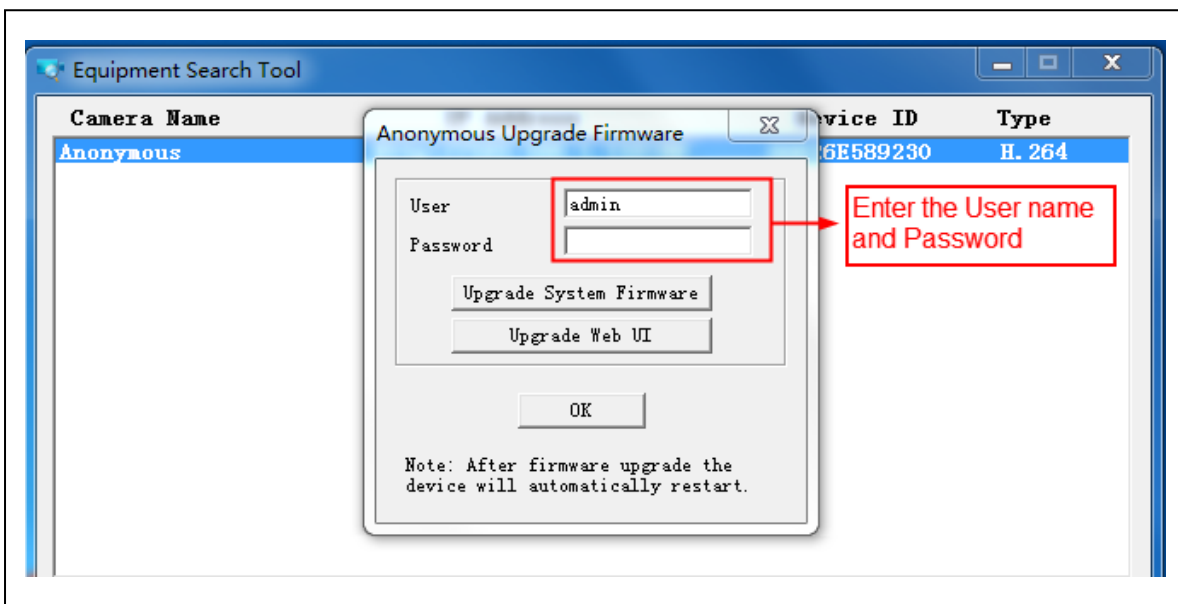 Equipment Search Tool
Camera Name Device ID Type
Anonymous 6E589230 H.264
Anonymous Upgrade Firmware
User admin
Password
Enter the User name
and Password
Upgrade System Firmware
Upgrade Web UI
OK
Note: After firmware upgrade the
device will automatically restart.